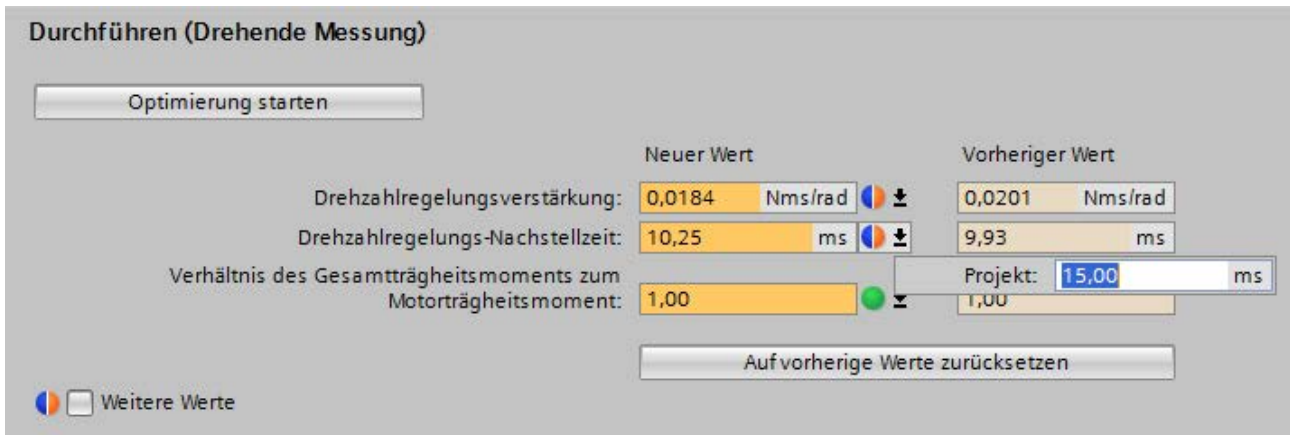 Durchführen (Drehende Messung)
Optimierung starten
Neuer Wert Vorheriger Wert
Drehzahlregelungsverstärkung: 0,0184 Nms/rad 0,0201 Nms/rad
Drehzahlregelungs-Nachstellzeit: 10,25 ms 9,93 ms
Projekt: 15,00 ms
Verhältnis des Gesamtträgheitsmoments zum
Motorträgheitsmoment: 1,00 1,00
Auf vorherige Werte zurücksetzen
Weitere Werte